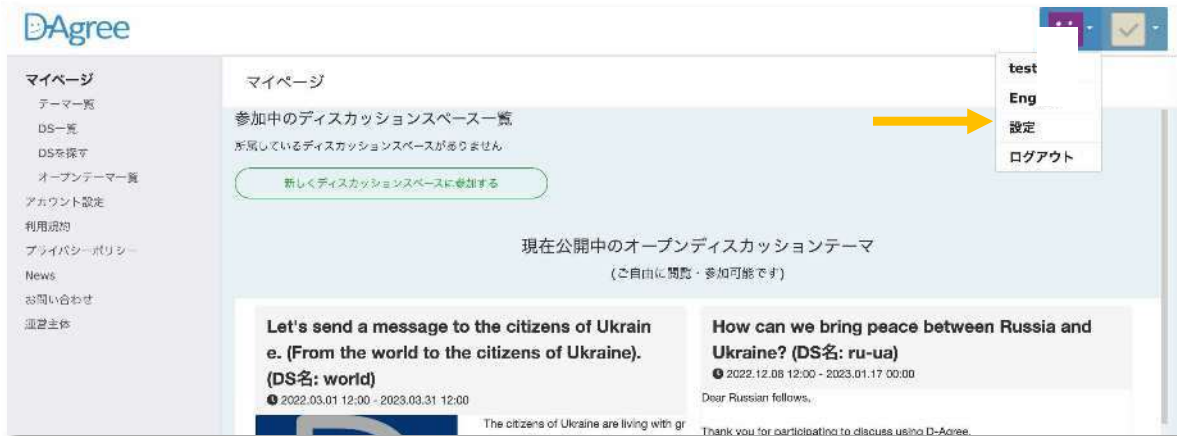 D-Agree
test
Eng
設定
ログアウト
マイページ
テーマ一覧
DS一覧
DSを探す
オープンテーマ一覧
アカウント設定
利用規約
プライバシーポリシー
News
お問い合わせ
運営主体
マイページ
参加中のディスカッションスペース一覧
所属しているディスカッションスペースがありません
新しくディスカッションスペースに参加する
現在公開中のオープンディスカッションテーマ
(ご自由に閲覧・参加可能です)
Let's send a message to the citizens of Ukrain
e. (From the world to the citizens of Ukraine).
(DS名: world)
2022.03.01 12:00 - 2023.03.31 12:00
The citizens of Ukraine are living with gr
How can we bring peace between Russia and
Ukraine? (DS名: ru-ua)
2022.12.08 12:00 - 2023.01.17 00:00
Dear Russian fellows,
Thank you for participating to discuss using D-Agree.